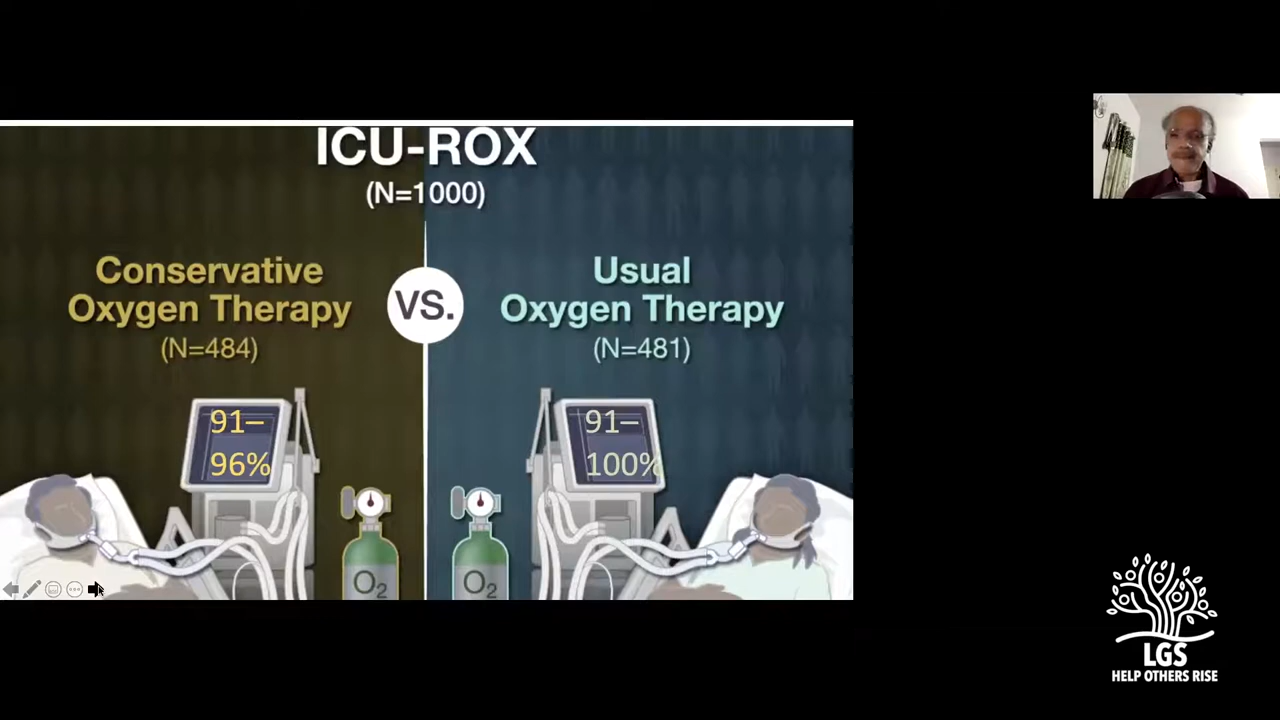 ICU-ROX
(N=1000)
Conservative
Oxygen Therapy
(N=484)
VS.
Usual
Oxygen Therapy
(N=481)
91–
96%
91–
100%
O2
O2
LGS
HELP OTHERS RISE